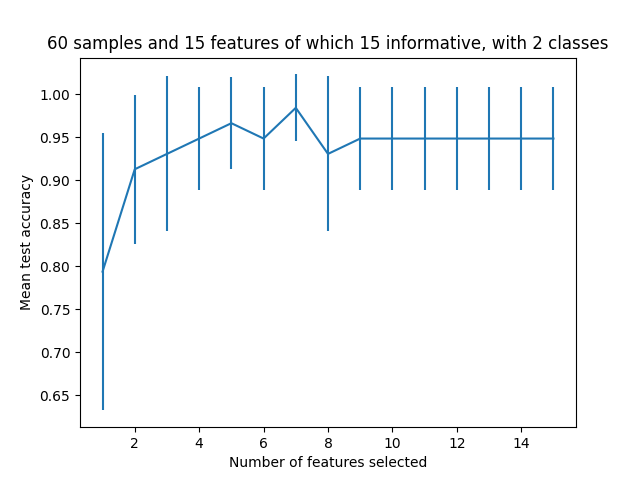 60 samples and 15 features of which 15 informative, with 2 classes
1.00
0.95
0.90
0.85
0.80
0.75
0.70
0.65
Mean test accuracy
2 4 6 8 10 12 14
Number of features selected